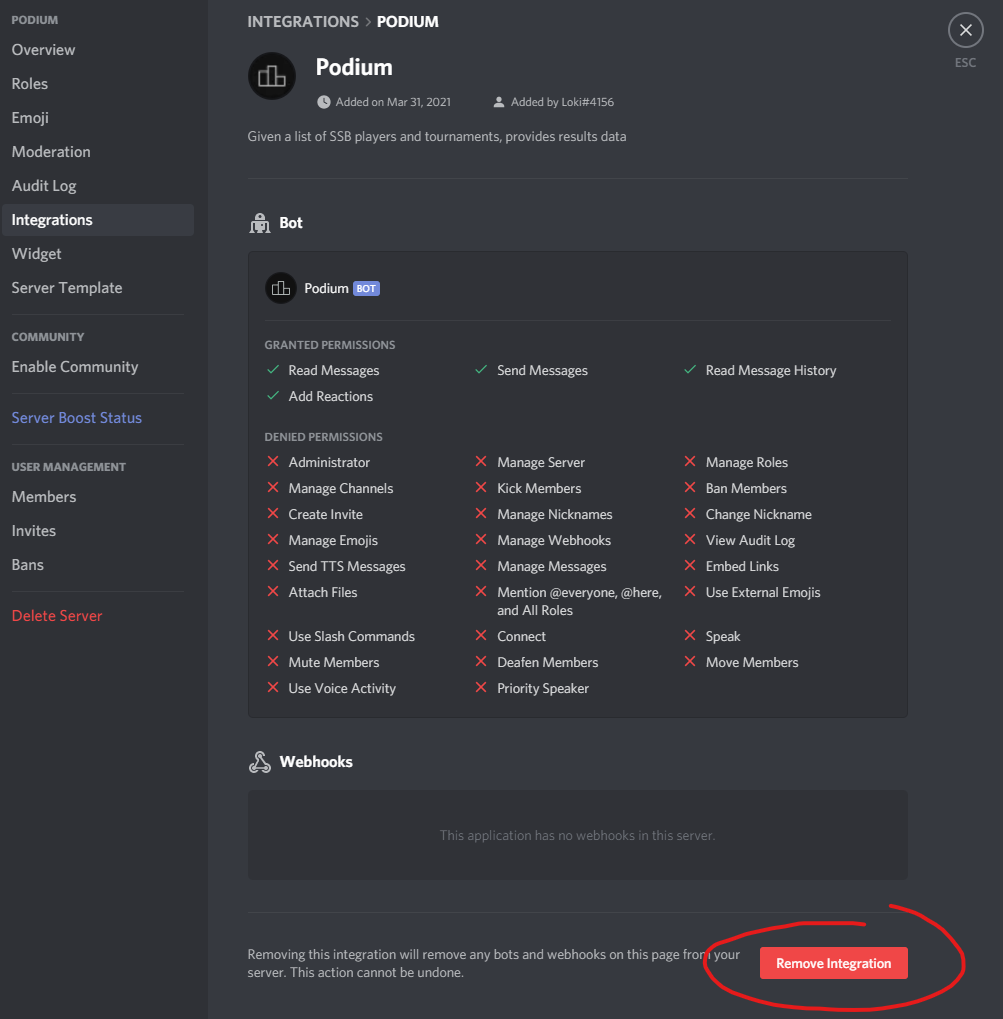 PODIUM
Overview
Roles
Emoji
Moderation
Audit Log
Integrations
Widget
Server Template
COMMUNITY
Enable Community
Server Boost Status
USER MANAGEMENT
Members
Invites
Bans
Delete Server
INTEGRATIONS > PODIUM
ESC
Podium
Added on Mar 31, 2021 Added by Loki#4156
Given a list of SSB players and tournaments, provides results data
Bot
Podium BOT
GRANTED PERMISSIONS
Read Messages Send Messages Read Message History
Add Reactions
DENIED PERMISSIONS
Administrator Manage Server Manage Roles
Manage Channels Kick Members Ban Members
Create Invite Manage Nicknames Change Nickname
Manage Emojis Manage Webhooks View Audit Log
Send TTS Messages Manage Messages Embed Links
Attach Files Mention @everyone, @here, Use External Emojis
and All Roles
Use Slash Commands Connect Speak
Mute Members Deafen Members Move Members
Use Voice Activity Priority Speaker
Webhooks
This application has no webhooks in this server.
Removing this integration will remove any bots and webhooks on this page from your
server. This action cannot be undone.
Remove Integration